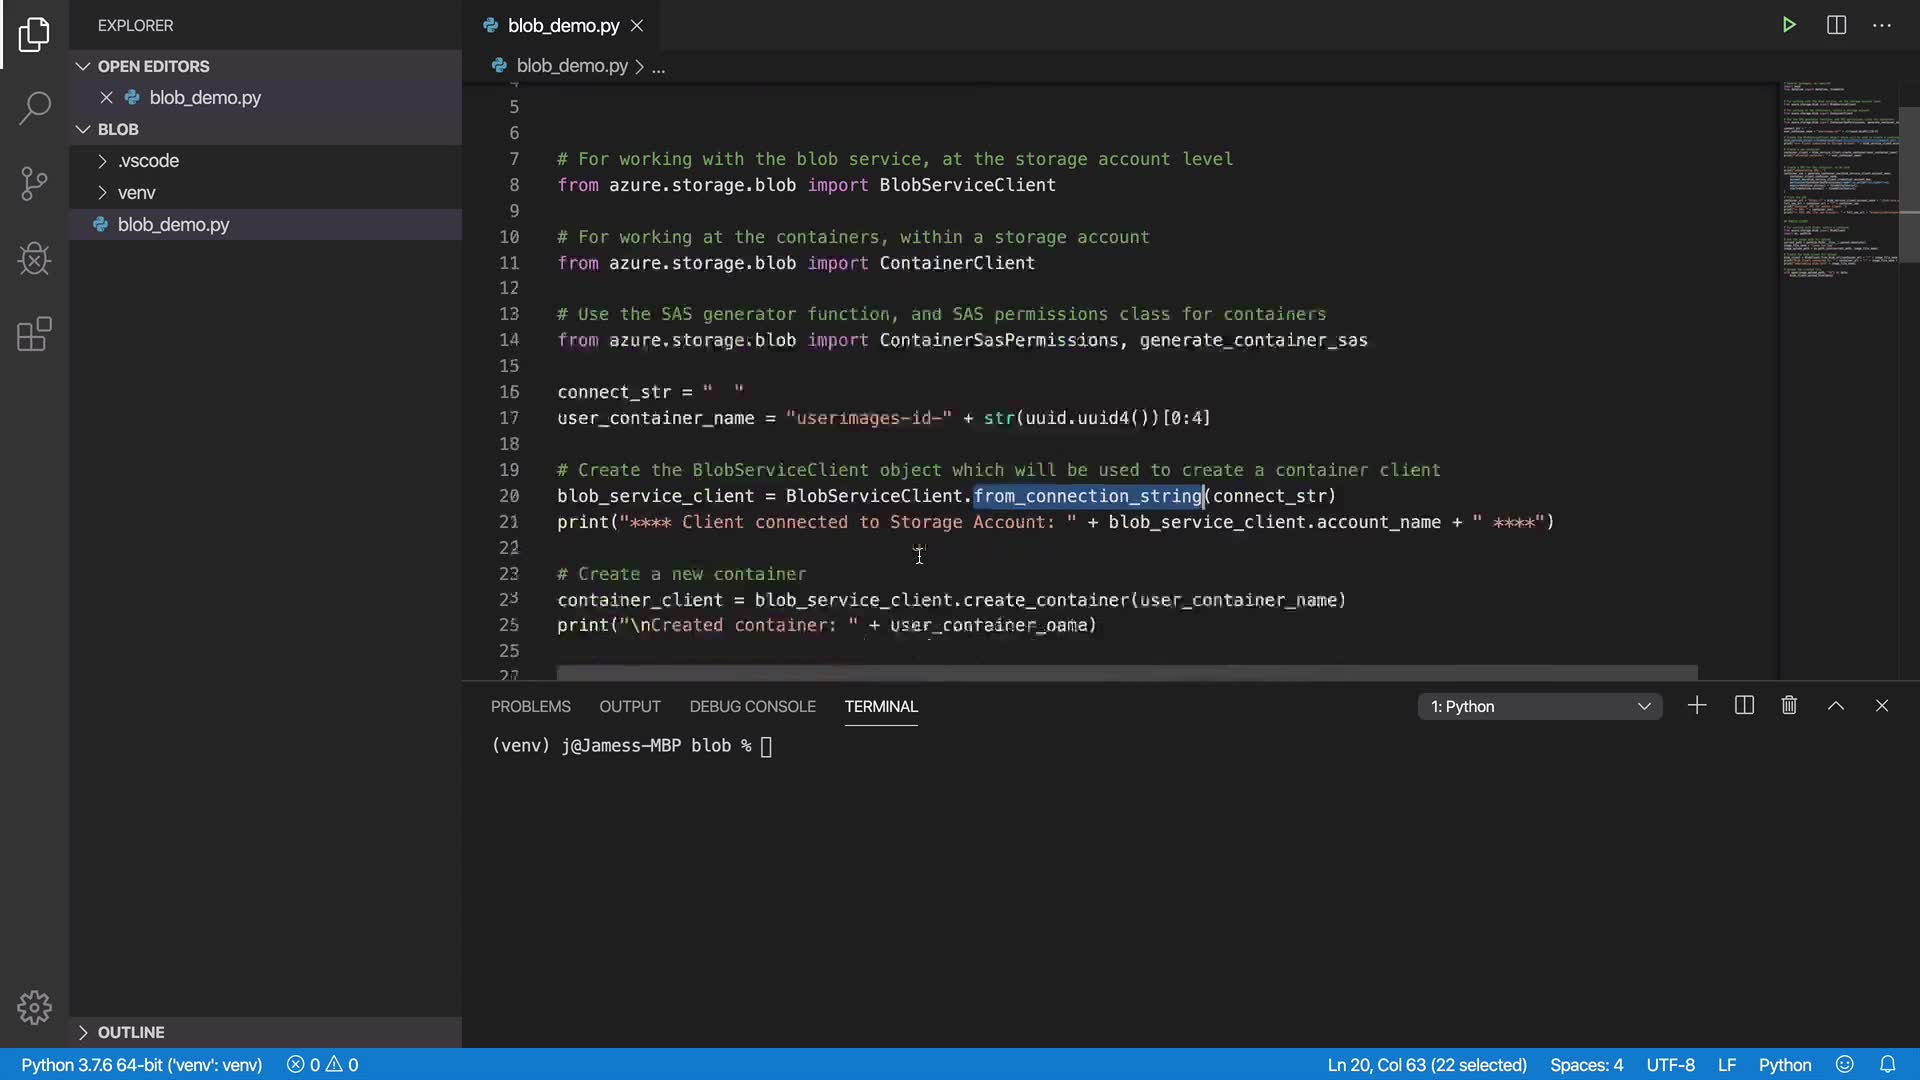 EXPLORER
OPEN EDITORS
blob_demo.py
BLOB
.vscode
venv
blob_demo.py
OUTLINE
blob_demo.py
blob_demo.py > ...
5
6
7 # For working with the blob service, at the storage account level
8 from azure.storage.blob import BlobServiceClient
9
10 # For working at the containers, within a storage account
11 from azure.storage.blob import ContainerClient
12
13 # Use the SAS generator function, and SAS permissions class for containers
14 from azure.storage.blob import ContainerSasPermissions, generate_container_sas
15
16 connect_str = "  "
17 user_container_name = "userimages-id-" + str(uuid.uuid4())[0:4]
18
19 # Create the BlobServiceClient object which will be used to create a container client
20 blob_service_client = BlobServiceClient.from_connection_string(connect_str)
21 print("**** Client connected to Storage Account: " + blob_service_client.account_name + " ****")
22
23 # Create a new container
container_client = blob_service_client.create_container(user_container_name)
print("\nCreated container: " +
PROBLEMS OUTPUT DEBUG CONSOLE TERMINAL 1: Python
(venv) j@Jamess-MBP blob %
Python 3.7.6 64-bit ('venv': venv) 0 0 Ln 20, Col 63 (22 selected) Spaces: 4 UTF-8 LF Python